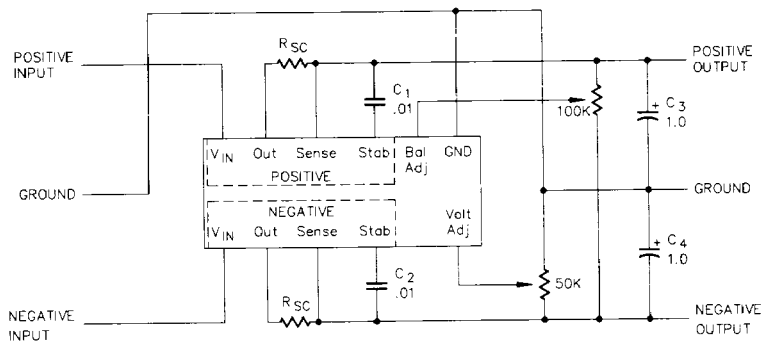 R SC
POSITIVE
INPUT
POSITIVE
OUTPUT
C 1
.01
100K
+ C 3
1.0
V IN Out Sense Stab Bal GND
Adj
POSITIVE
GROUND
GROUND
NEGATIVE
V IN Out Sense Stab
Volt
Adj
C 2
.01
50K
+ C 4
1.0
R SC
NEGATIVE
INPUT
NEGATIVE
OUTPUT